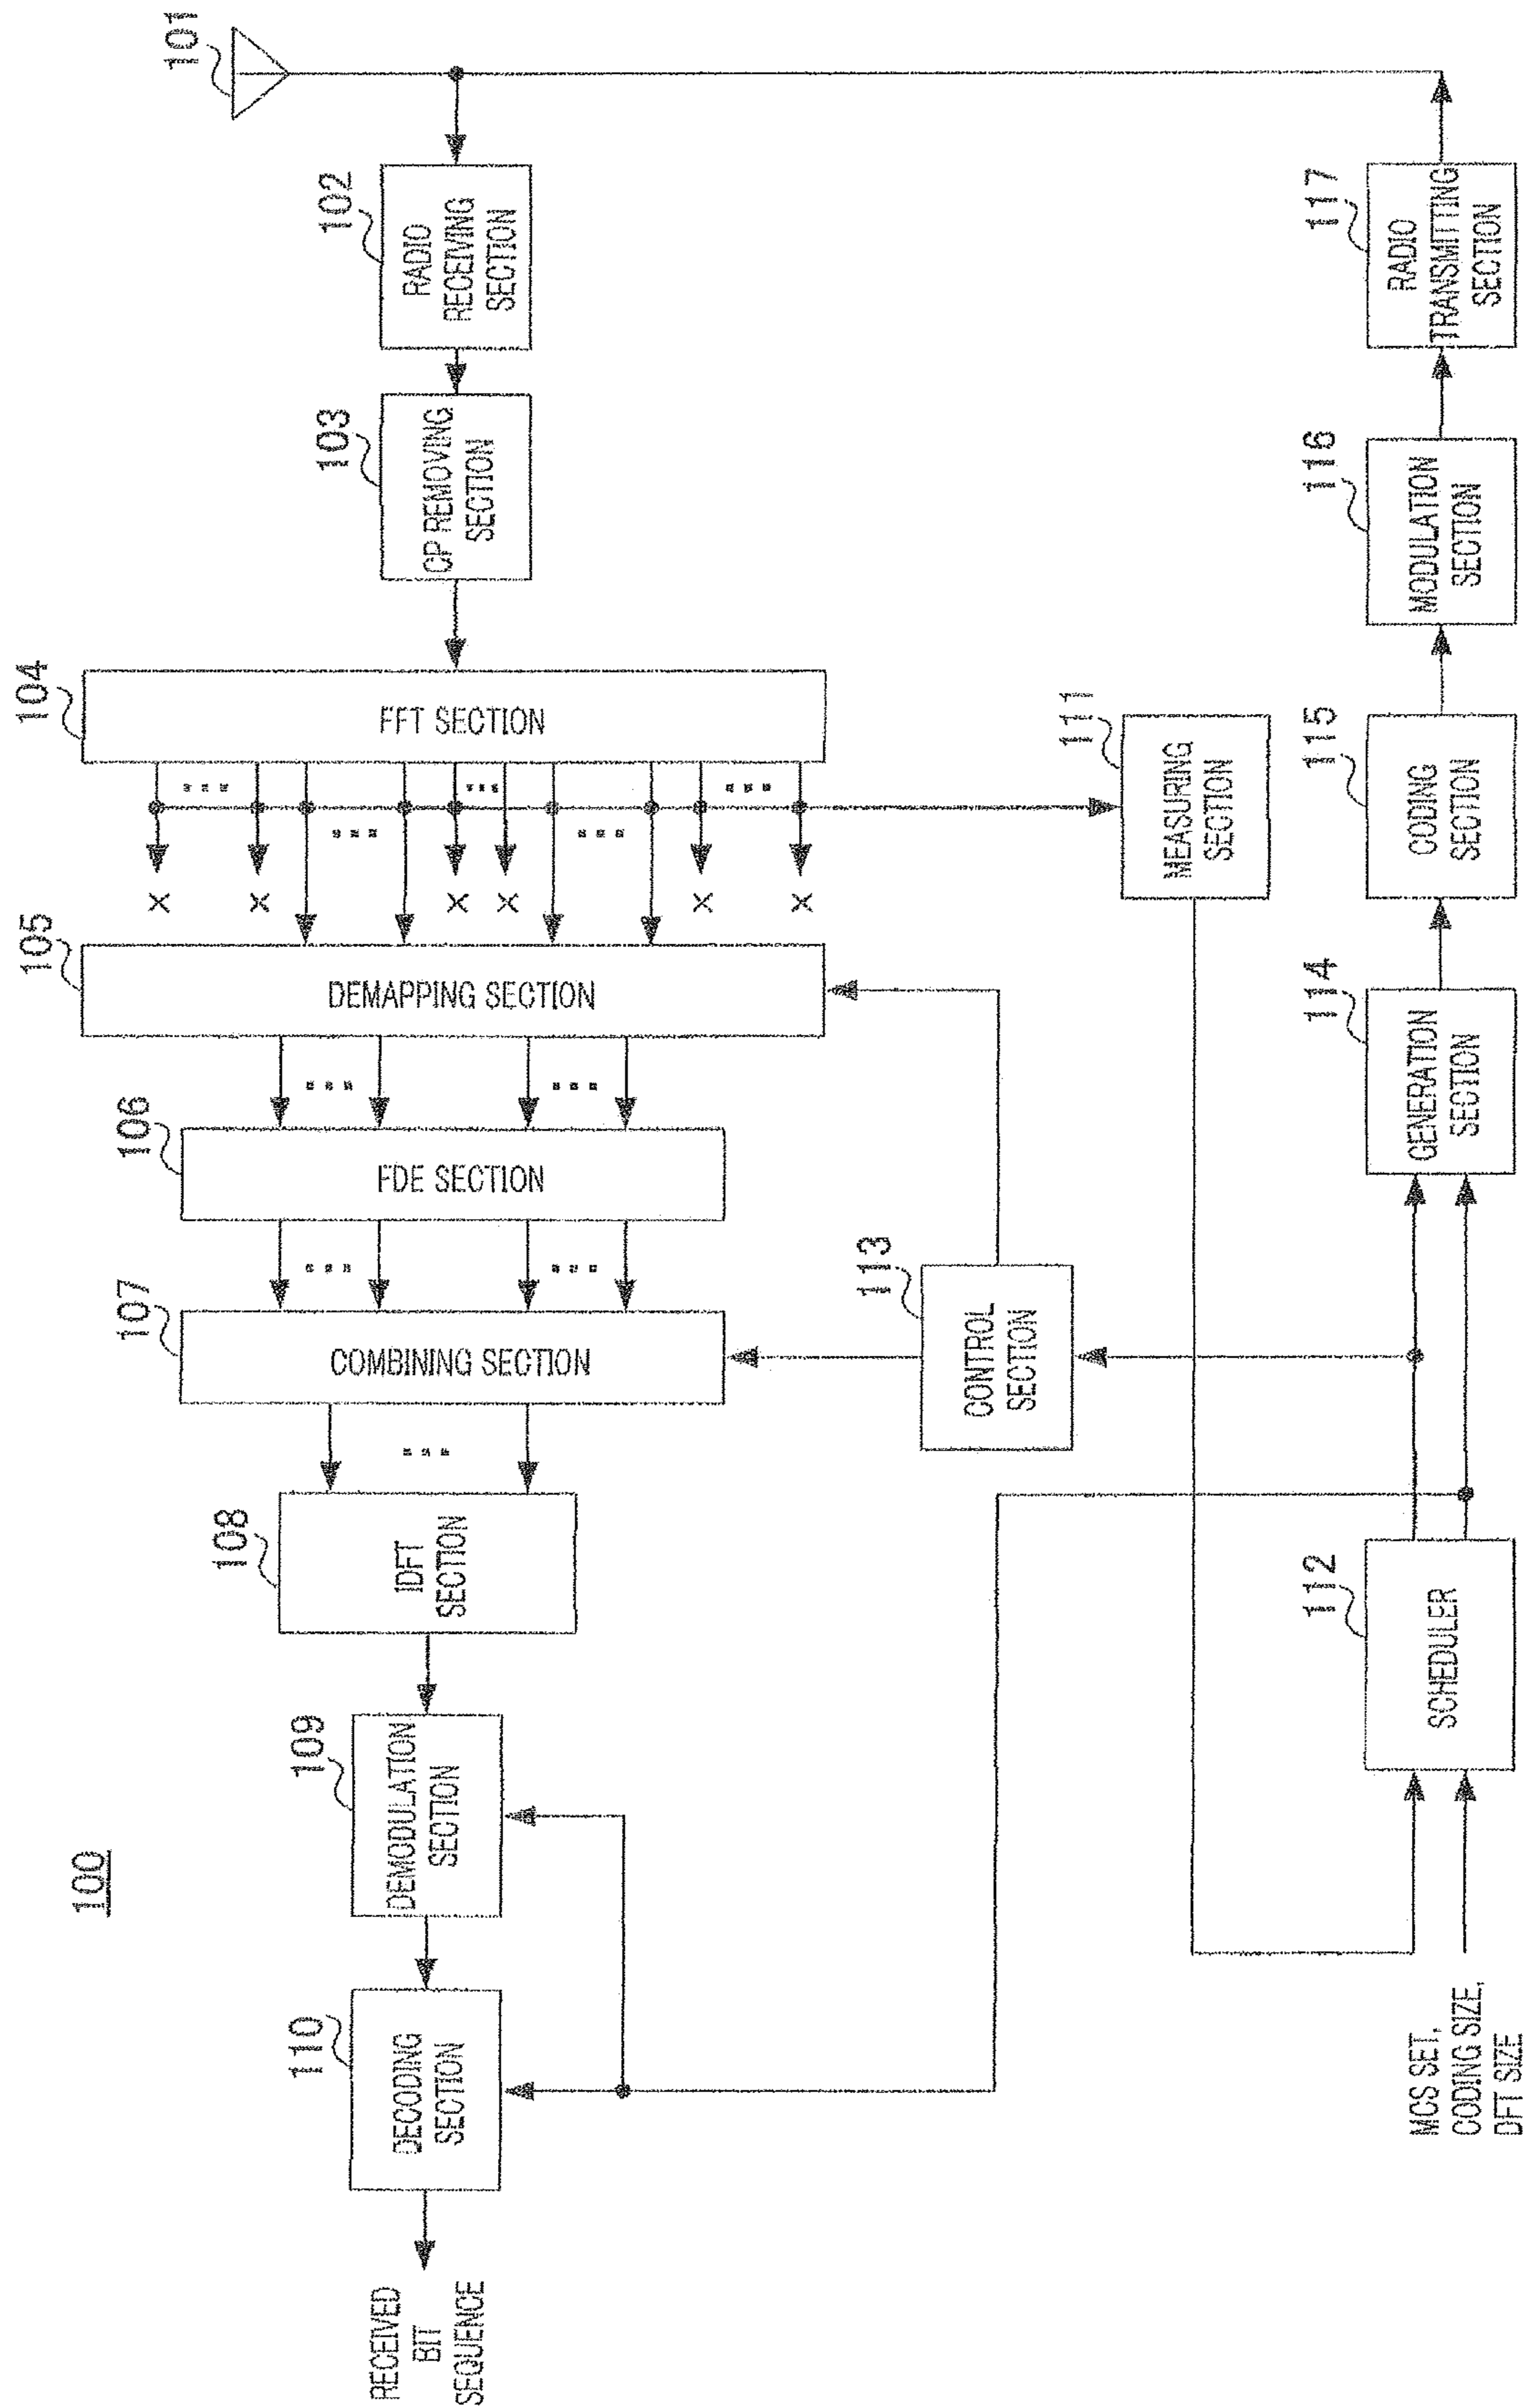 100
RECEIVED
BIT
SEQUENCE
110
DECODING
SECTION
109
DEMODULATION
SECTION
108
IDFT
SECTION
107
COMBINING SECTION
106
FDE SECTION
105
DEMAPPING SECTION
104
FFT SECTION
103
CP REMOVING
SECTION
102
RADIO
RECEIVING
SECTION
101
X
X
X
X
X
X
113
CONTROL
SECTION
111
MEASURING
SECTION
MCS SET,
CODING SIZE,
DFT SIZE
112
SCHEDULER
114
GENERATION
SECTION
115
CODING
SECTION
116
MODULATION
SECTION
117
RADIO
TRANSMITTING
SECTION